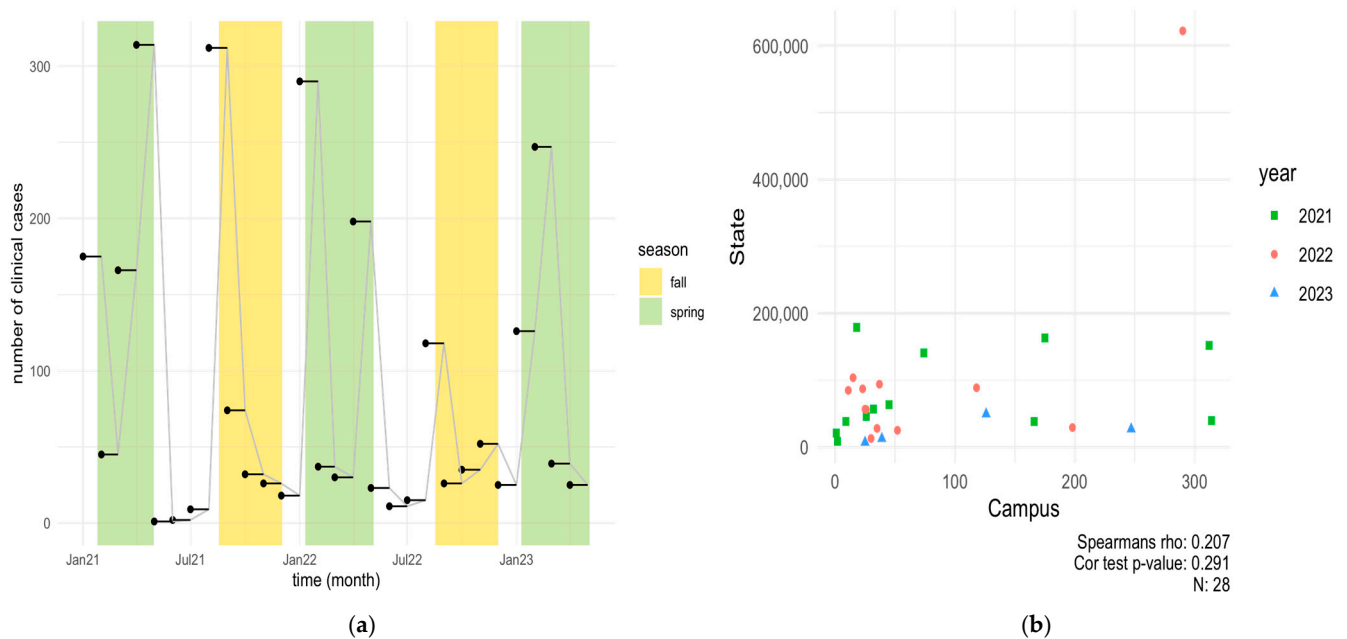 300
200
100
0
number of clinical cases
Jan21
Jul21
Jan22
Jul22
Jan23
time (month)
season
fall
spring
(a)
600,000
400,000
200,000
0
State
0
100
200
300
Campus
year
2021
2022
2023
Spearmans rho: 0.207
Cor test p-value: 0.291
N: 28
(b)